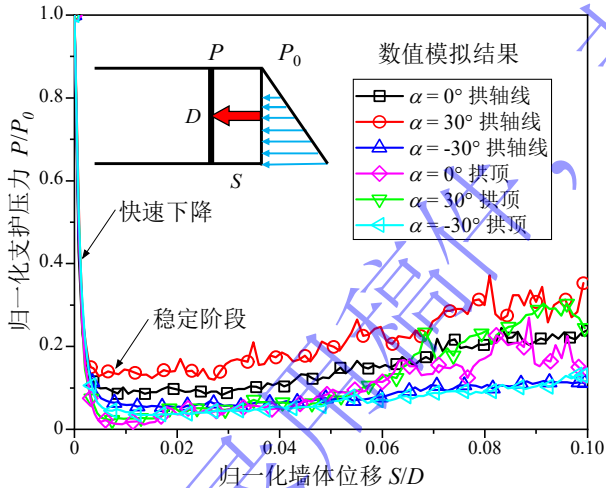 数值模拟结果
α = 0° 拱轴线
α = 30° 拱轴线
α = -30° 拱轴线
α = 0° 拱顶
α = 30° 拱顶
α = -30° 拱顶
P
P₀
D
S
快速下降
稳定阶段
归一化支护压力 P/P₀
1.0
0.8
0.6
0.4
0.2
0
0
0.02
0.04
0.06
0.08
0.10
归一化墙体位移 S/D